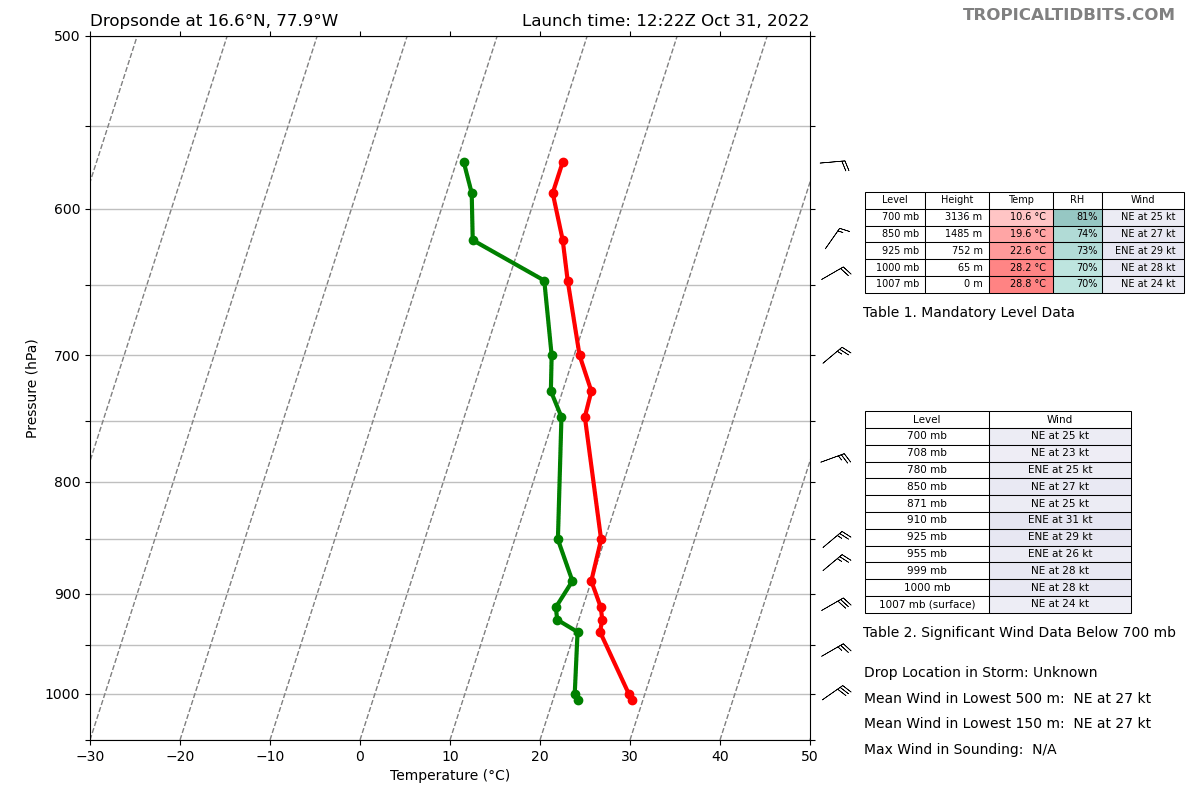 Dropsonde at 16.6°N, 77.9°W
Launch time: 12:22Z Oct 31, 2022
TROPICALTIDBITS.COM
500
600
700
800
900
1000
Pressure (hPa)
−30 −20 −10 0 10 20 30 40 50
Temperature (°C)
Level Height Temp RH Wind
700 mb 3136 m 10.6 °C 81% NE at 25 kt
850 mb 1485 m 19.6 °C 74% NE at 27 kt
925 mb 752 m 22.6 °C 73% ENE at 29 kt
1000 mb 65 m 28.2 °C 70% NE at 28 kt
1007 mb 0 m 28.8 °C 70% NE at 24 kt
Table 1. Mandatory Level Data
Level Wind
700 mb NE at 25 kt
708 mb NE at 23 kt
780 mb ENE at 25 kt
850 mb NE at 27 kt
871 mb NE at 25 kt
910 mb ENE at 31 kt
925 mb ENE at 29 kt
955 mb ENE at 26 kt
999 mb NE at 28 kt
1000 mb NE at 28 kt
1007 mb (surface) NE at 24 kt
Table 2. Significant Wind Data Below 700 mb
Drop Location in Storm: Unknown
Mean Wind in Lowest 500 m: NE at 27 kt
Mean Wind in Lowest 150 m: NE at 27 kt
Max Wind in Sounding: N/A